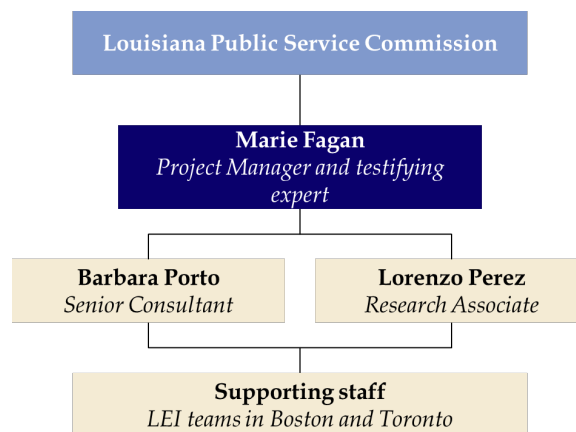 Louisiana Public Service Commission
Marie Fagan
Project Manager and testifying
expert
Barbara Porto
Senior Consultant
Lorenzo Perez
Research Associate
Supporting staff
LEI teams in Boston and Toronto